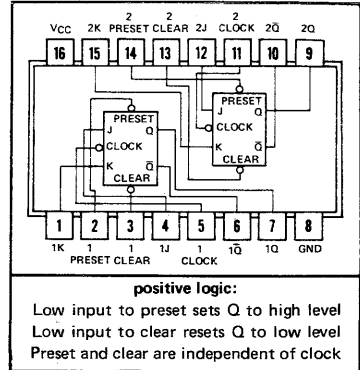 2 2 2
VCC 2K PRESET CLEAR 2J CLOCK 2Q̅ 2Q
16 15 14 13 12 11 10 9
PRESET
J Q
CLOCK
K Q̅
CLEAR
PRESET
J Q
CLOCK
K Q̅
CLEAR
1 2 3 4 5 6 7 8
1K 1 1 1J 1 1Q̅ 1Q GND
PRESET CLEAR CLOCK
positive logic:
Low input to preset sets Q to high level
Low input to clear resets Q to low level
Preset and clear are independent of clock